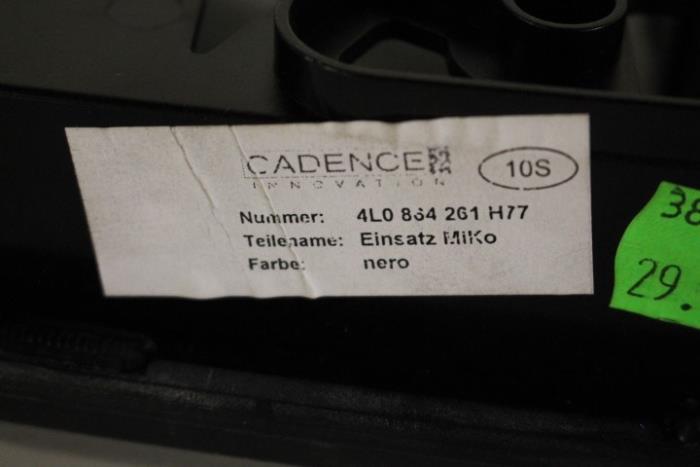 CADENCE
INNOVATION
10S
Nummer: 4L0 864 261 H77
Teilename: Einsatz MiKo
Farbe: nero
38
29.